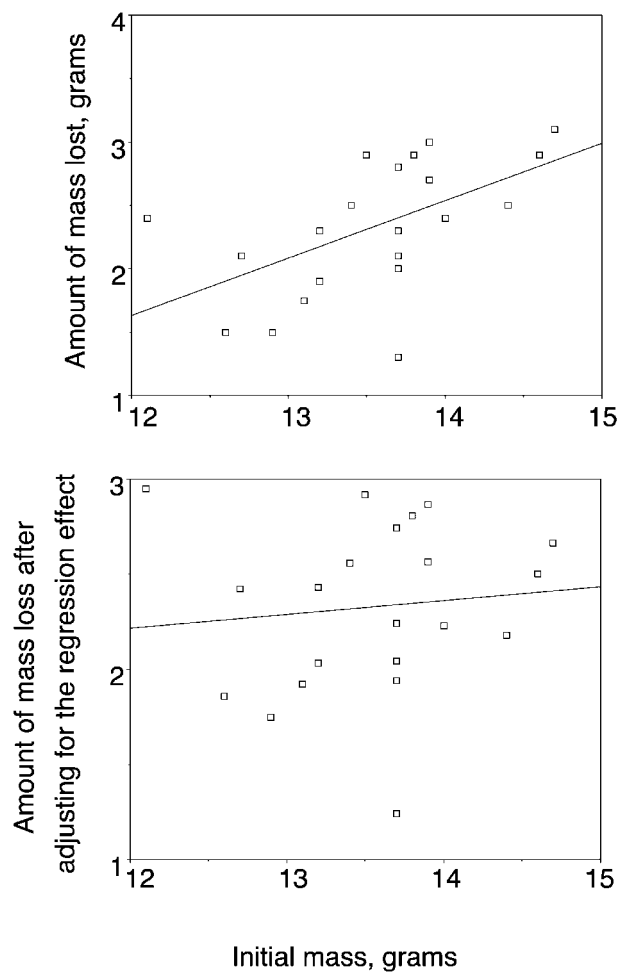 Amount of mass lost, grams
4
3
2
1
12 13 14 15
Amount of mass loss after
adjusting for the regression effect
3
2
1
12 13 14 15
Initial mass, grams